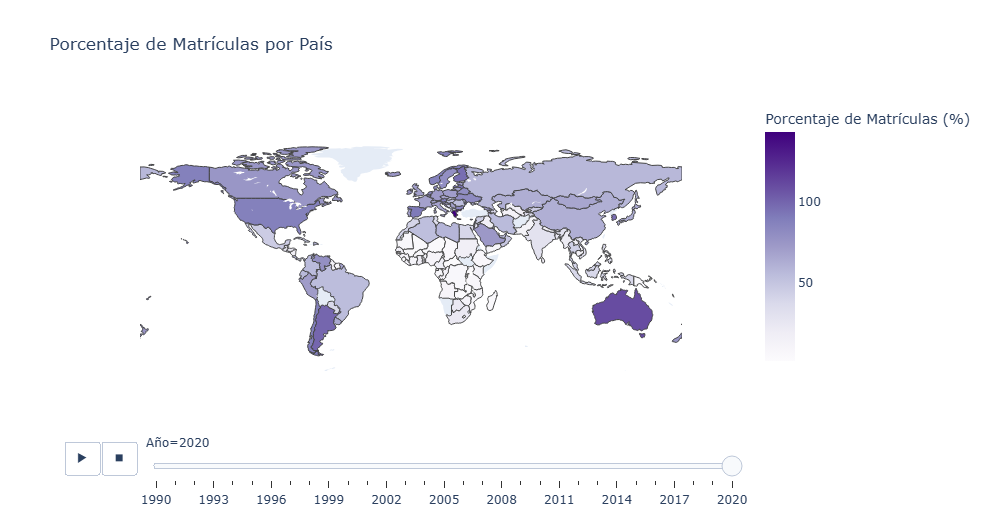 Porcentaje de Matrículas por País
Porcentaje de Matrículas (%)
100
50
Año=2020
1990 1993 1996 1999 2002 2005 2008 2011 2014 2017 2020